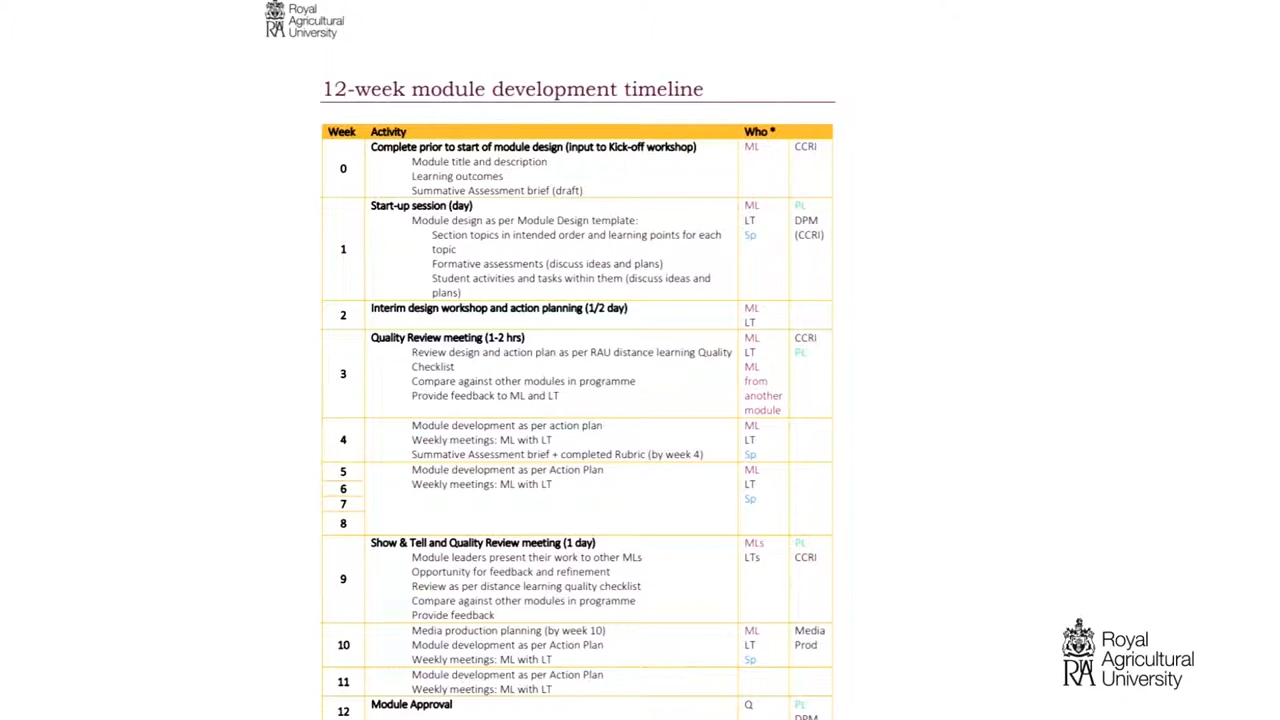 Royal
Agricultural
University
12-week module development timeline
Week Activity Who *
0
Complete prior to start of module design (input to Kick-off workshop) ML CCRI
Module title and description
Learning outcomes
Summative Assessment brief (draft)
1
Start-up session (day) ML PL
Module design as per Module Design template: LT DPM
Section topics in intended order and learning points for each Sp (CCRI)
topic
Formative assessments (discuss ideas and plans)
Student activities and tasks within them (discuss ideas and
plans)
2
Interim design workshop and action planning (1/2 day) ML
LT
3
Quality Review meeting (1-2 hrs) ML CCRI
Review design and action plan as per RAU distance learning Quality LT PL
Checklist ML
Compare against other modules in programme from
Provide feedback to ML and LT another
module
4
Module development as per action plan ML
Weekly meetings: ML with LT LT
Summative Assessment brief + completed Rubric (by week 4) Sp
5 Module development as per Action Plan ML
6 Weekly meetings: ML with LT LT
7 Sp
8
9
Show & Tell and Quality Review meeting (1 day) MLs PL
Module leaders present their work to other MLs LTs CCRI
Opportunity for feedback and refinement
Review as per distance learning quality checklist
Compare against other modules in programme
Provide feedback
10
Media production planning (by week 10) ML Media
Module development as per Action Plan LT Prod
Weekly meetings: ML with LT Sp
11
Module development as per Action Plan
Weekly meetings: ML with LT
12
Module Approval Q PL
DPM
Royal
Agricultural
University